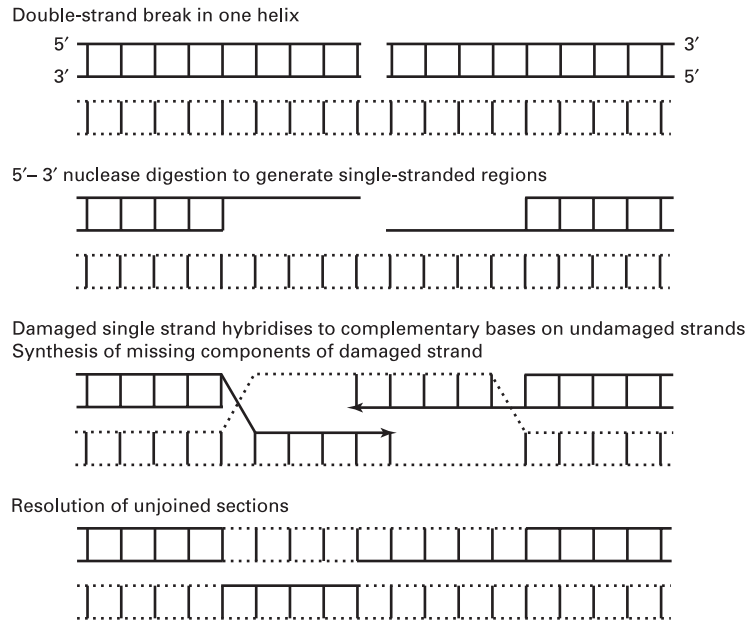 Double-strand break in one helix
5′ 3′
3′ 5′
5′– 3′ nuclease digestion to generate single-stranded regions
Damaged single strand hybridises to complementary bases on undamaged strands
Synthesis of missing components of damaged strand
Resolution of unjoined sections